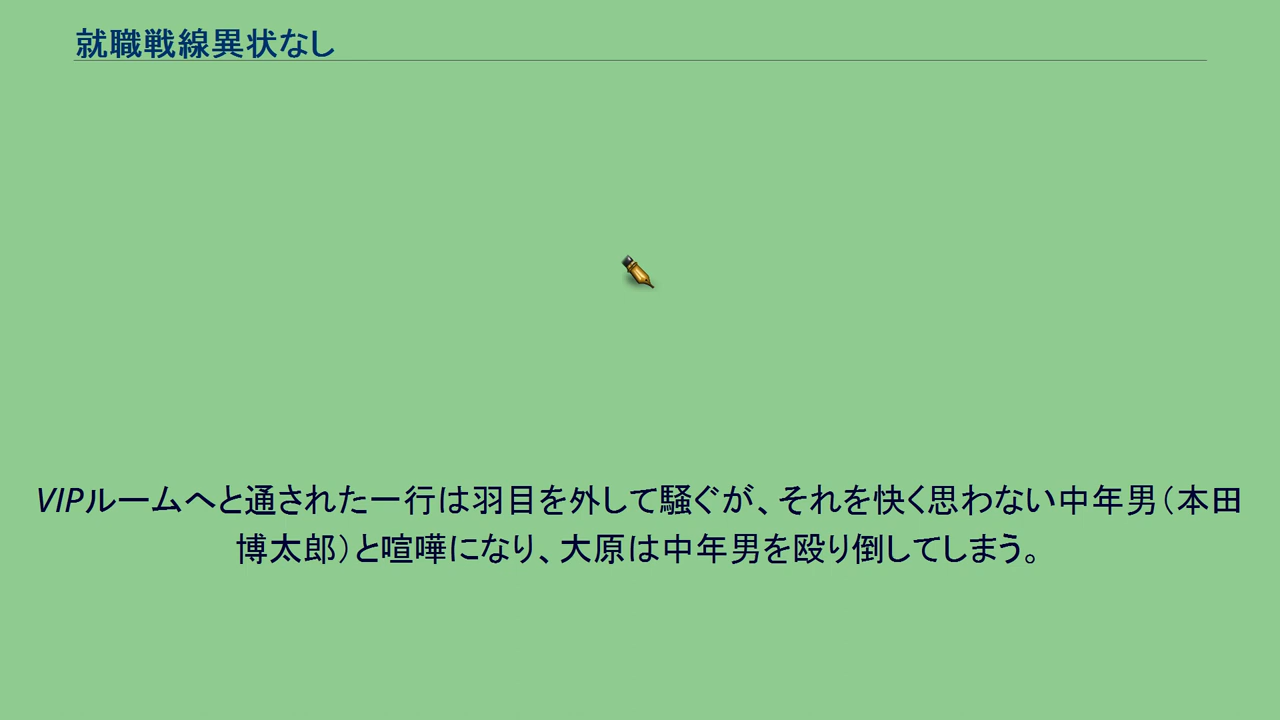 就職戦線異状なし
VIPルームへと通された一行は羽目を外して騒ぐが、それを快く思わない中年男（本田
博太郎）と喧嘩になり、大原は中年男を殴り倒してしまう。